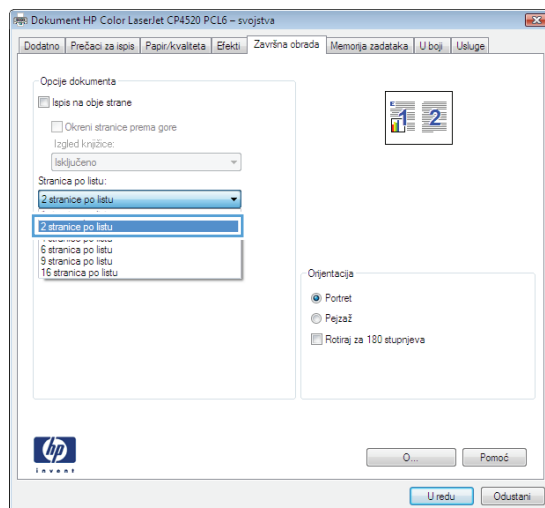 Dokument HP Color LaserJet CP4520 PCL6 – svojstva
Dodatno Prečaci za ispis Papir/kvaliteta Efekti Završna obrada Memorija zadataka U boji Usluge
Opcije dokumenta
Ispis na obje strane
Okreni stranice prema gore
Izgled knjižice:
Isključeno
Stranica po listu:
2 stranice po listu
2 stranice po listu
6 stranica po listu
9 stranica po listu
16 stranica po listu
1 2
Orijentacija
Portret
Pejzaž
Rotiraj za 180 stupnjeva
hp
invent
O... Pomoć
U redu Odustani